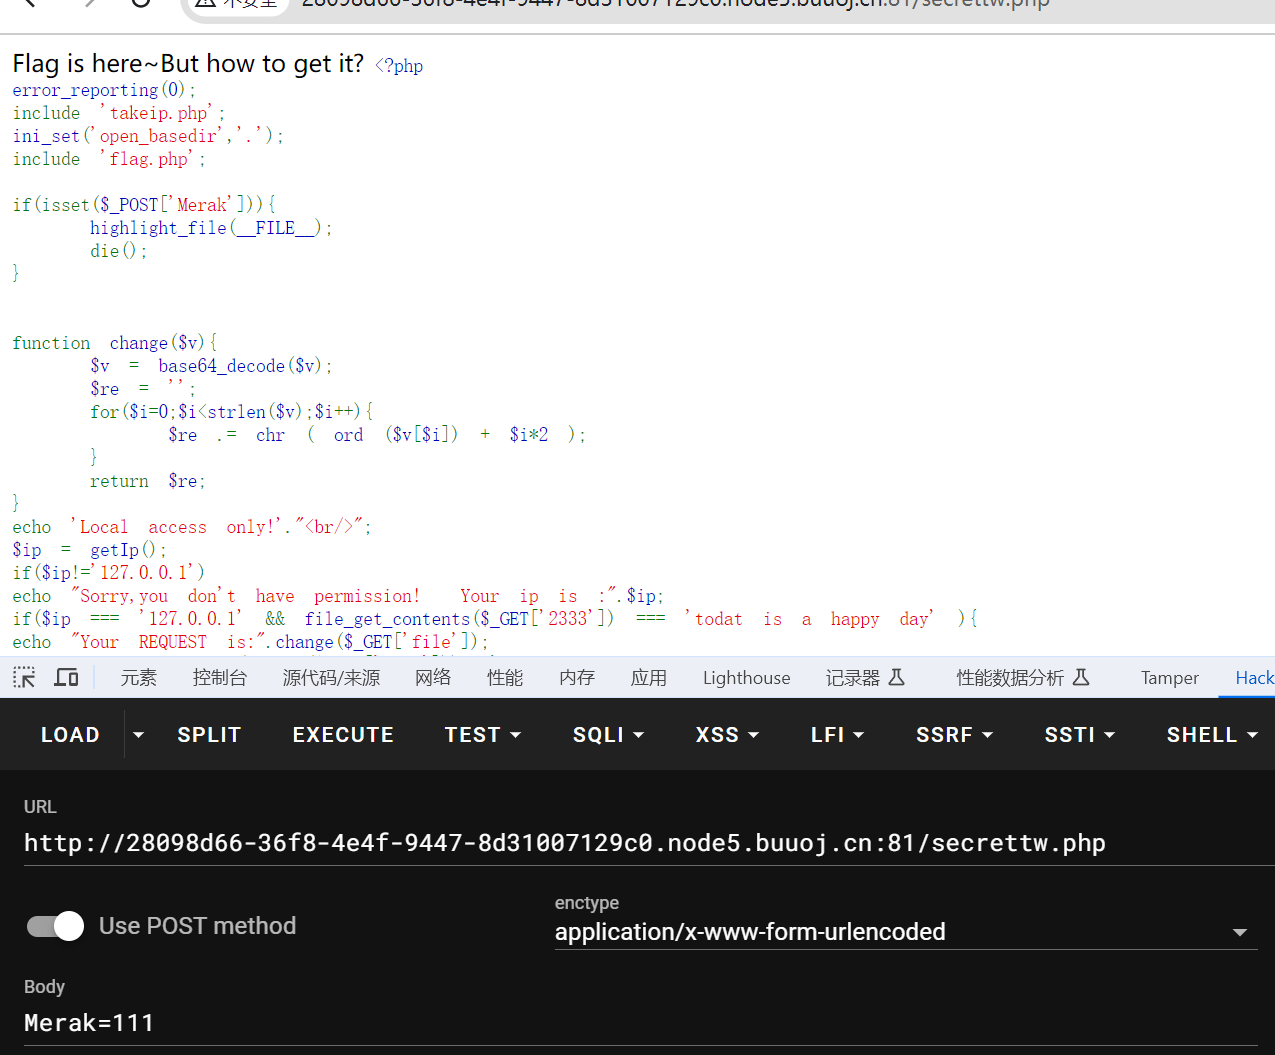 不安全 28098d66-36f8-4e4f-9447-8d31007129c0.node5.buuoj.cn:81/secrettw.php
Flag is here~But how to get it? <?php
error_reporting(0);
include 'takeip.php';
ini_set('open_basedir','.');
include 'flag.php';
if(isset($_POST['Merak'])){
highlight_file(__FILE__);
die();
}
function change($v){
$v = base64_decode($v);
$re = '';
for($i=0;$i<strlen($v);$i++){
$re .= chr ( ord ($v[$i]) + $i*2 );
}
return $re;
}
echo 'Local access only!'."<br/>";
$ip = getIp();
if($ip!='127.0.0.1')
echo "Sorry,you don't have permission! Your ip is :".$ip;
if($ip === '127.0.0.1' && file_get_contents($_GET['2333']) === 'todat is a happy day' ){
echo "Your REQUEST is:".change($_GET['file']);
元素 控制台 源代码/来源 网络 性能 内存 应用 Lighthouse 记录器 性能数据分析 Tamper Hack
LOAD SPLIT EXECUTE TEST SQLI XSS LFI SSRF SSTI SHELL
URL
http://28098d66-36f8-4e4f-9447-8d31007129c0.node5.buuoj.cn:81/secrettw.php
enctype
Use POST method application/x-www-form-urlencoded
Body
Merak=111